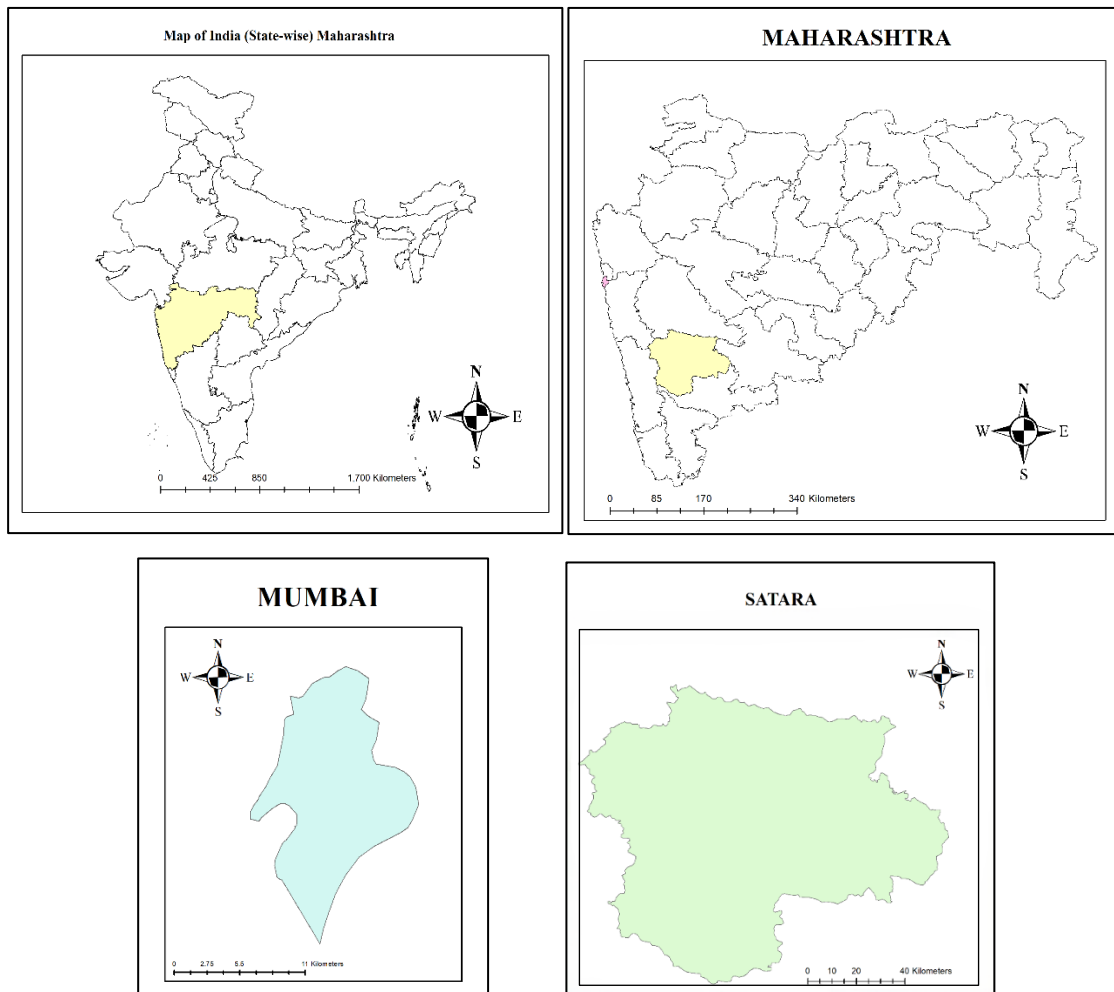 Map of India (State-wise) Maharashtra
N
W E
S
0 425 850 1,700 Kilometers
MAHARASHTRA
N
W E
S
0 85 170 340 Kilometers
MUMBAI
N
W E
S
0 2.75 5.5 11 Kilometers
SATARA
N
W E
S
0 10 20 40 Kilometers